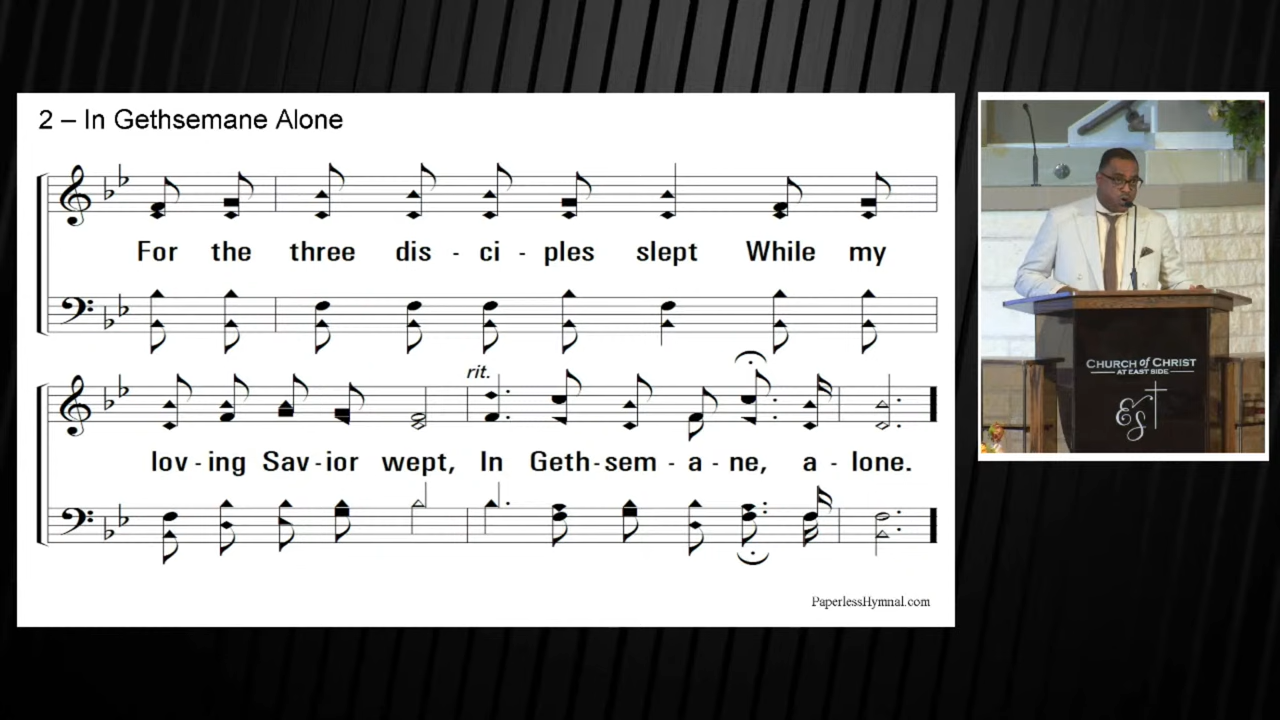 2 – In Gethsemane Alone
For the three dis - ci - ples slept While my
rit.
lov - ing Sav - ior wept, In Geth - sem - a - ne, a - lone.
PaperlessHymnal.com
CHURCH of CHRIST
AT EAST SIDE
ES